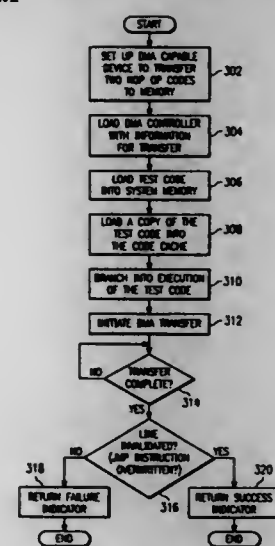 START
SET UP DMA CAPABLE
DEVICE TO TRANSFER
TWO NOP OP CODES
TO MEMORY
302
LOAD DMA CONTROLLER
WITH INFORMATION
FOR TRANSFER
304
LOAD TEST CODE
INTO SYSTEM MEMORY
306
LOAD A COPY OF THE
TEST CODE INTO
THE CODE CACHE
308
BRANCH INTO EXECUTION
OF THE TEST CODE
310
INITIATE DMA TRANSFER
312
TRANSFER
COMPLETE?
NO
314
YES
LINE
INVALIDATED?
(JMP INSTRUCTION
OVERWRITTEN?)
NO
YES
316
318
RETURN FAILURE
INDICATOR
320
RETURN SUCCESS
INDICATOR
END
END